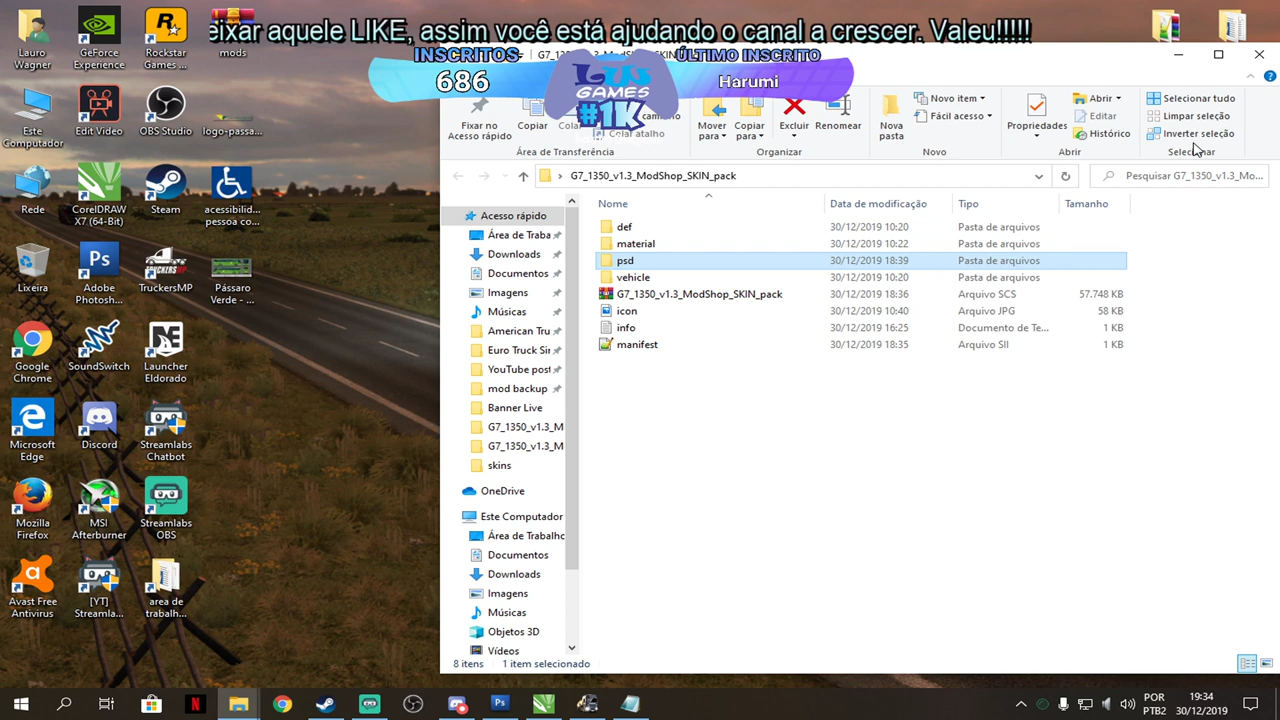 eixar aquele LIKE, assim você está ajudando o canal a crescer. Valeu!!!!!
INSCRITOS
686
LWS
GAMES
#1K
ÚLTIMO INSCRITO
Harumi
G7_1350_v1.3_ModShop_SKIN_pack
Fixar no
Acesso rápido
Copiar
Colar atalho
Mover
para
Copiar
para
Excluir
Renomear
Nova
pasta
Novo item
Fácil acesso
Propriedades
Abrir
Editar
Histórico
Selecionar tudo
Limpar seleção
Inverter seleção
Área de Transferência
Organizar
Novo
Abrir
Selecionar
G7_1350_v1.3_ModShop_SKIN_pack
Pesquisar G7_1350_v1.3_Mo...
Nome
Data de modificação
Tipo
Tamanho
def 30/12/2019 10:20 Pasta de arquivos
material 30/12/2019 10:22 Pasta de arquivos
psd 30/12/2019 18:39 Pasta de arquivos
vehicle 30/12/2019 10:20 Pasta de arquivos
G7_1350_v1.3_ModShop_SKIN_pack 30/12/2019 18:36 Arquivo SCS 57.748 KB
icon 30/12/2019 10:40 Arquivo JPG 58 KB
info 30/12/2019 16:25 Documento de Te... 1 KB
manifest 30/12/2019 18:35 Arquivo SII 1 KB
Acesso rápido
Área de Traba
Downloads
Documentos
Imagens
Músicas
American Tru
Euro Truck Sir
YouTube post
mod backup
Banner Live
G7_1350_v1.3_M
G7_1350_v1.3_M
skins
OneDrive
Este Computador
Área de Trabalho
Documentos
Downloads
Imagens
Músicas
Objetos 3D
Vídeos
8 itens
1 item selecionado
Lauro
Wagner
GeForce
Experience
Rockstar
Games ...
mods
Este
Computador
Edit Video
OBS Studio
logo-passa...
Rede
CorelDRAW
X7 (64-Bit)
Steam
acessibilid...
pessoa co...
Lixeira
Adobe
Photosh...
TruckersMP
Pássaro
Verde - ...
Google
Chrome
SoundSwitch
Launcher
Eldorado
Microsoft
Edge
Discord
Streamlabs
Chatbot
Mozilla
Firefox
MSI
Afterburner
Streamlabs
OBS
Avast Free
Antivirus
[YT]
Streamla...
area de
trabalh...
POR
PTB2
19:34
30/12/2019